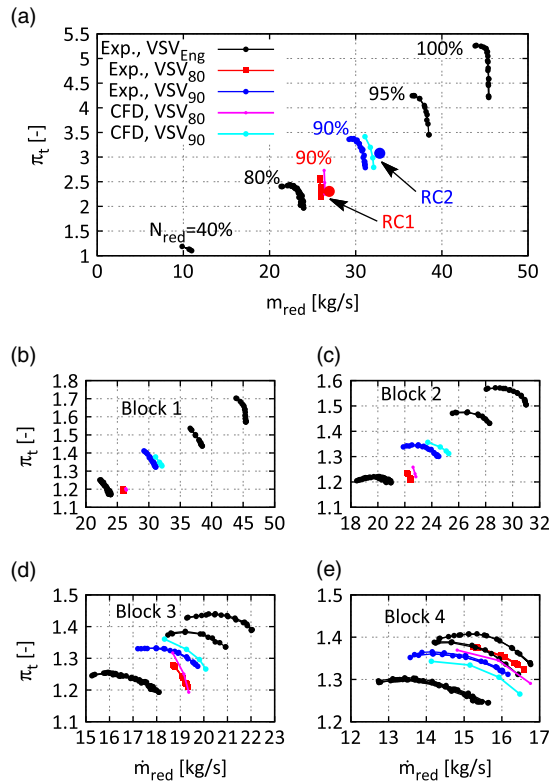 (a)
π_t [-]
5.5
5
4.5
4
3.5
3
2.5
2
1.5
1
Exp., VSV_Eng
Exp., VSV_80
Exp., VSV_90
CFD, VSV_80
CFD, VSV_90
100%
95%
90%
90%
80%
N_red=40%
RC2
RC1
0 10 20 30 40 50
m_red [kg/s]
(b)
Block 1
π_t [-]
1.8
1.7
1.6
1.5
1.4
1.3
1.2
1.1
20 25 30 35 40 45 50
(c)
Block 2
1.6
1.5
1.4
1.3
1.2
1.1
18 20 22 24 26 28 30 32
(d)
Block 3
π_t [-]
1.5
1.4
1.3
1.2
1.1
15 16 17 18 19 20 21 22 23
ṁ_red [kg/s]
(e)
Block 4
1.5
1.4
1.3
1.2
12 13 14 15 16 17
ṁ_red [kg/s]